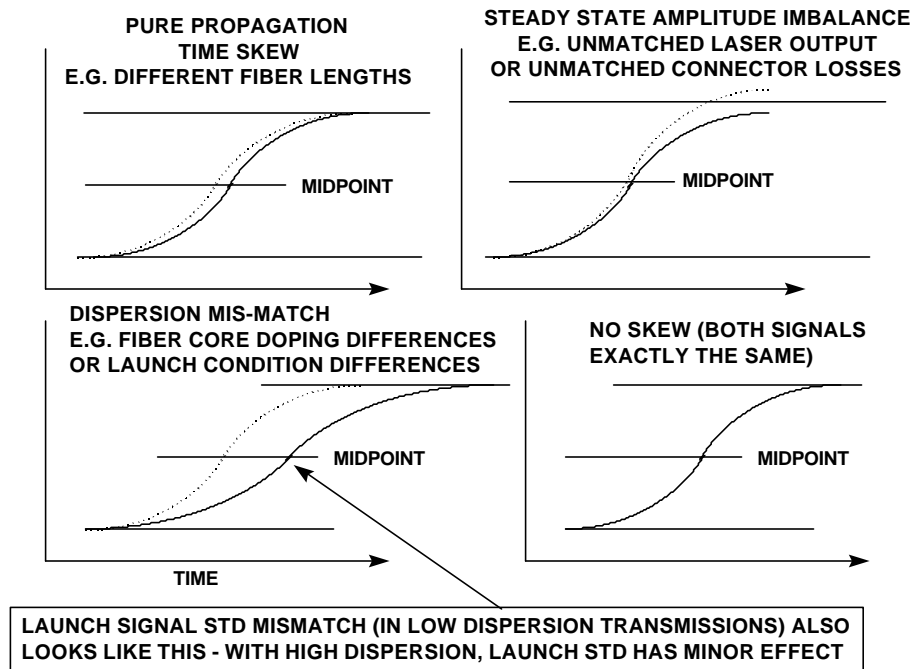 PURE PROPAGATION
TIME SKEW
E.G. DIFFERENT FIBER LENGTHS
MIDPOINT
STEADY STATE AMPLITUDE IMBALANCE
E.G. UNMATCHED LASER OUTPUT
OR UNMATCHED CONNECTOR LOSSES
MIDPOINT
DISPERSION MIS-MATCH
E.G. FIBER CORE DOPING DIFFERENCES
OR LAUNCH CONDITION DIFFERENCES
MIDPOINT
TIME
NO SKEW (BOTH SIGNALS
EXACTLY THE SAME)
MIDPOINT
LAUNCH SIGNAL STD MISMATCH (IN LOW DISPERSION TRANSMISSIONS) ALSO
LOOKS LIKE THIS - WITH HIGH DISPERSION, LAUNCH STD HAS MINOR EFFECT